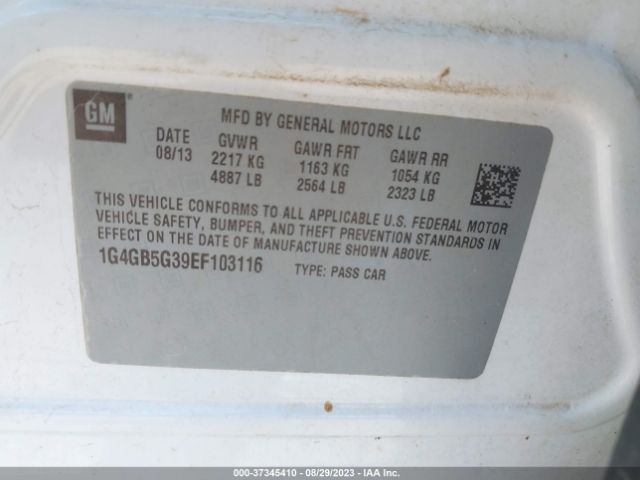 GM
MFD BY GENERAL MOTORS LLC
DATE GVWR GAWR FRT GAWR RR
08/13 2217 KG 1163 KG 1054 KG
4887 LB 2564 LB 2323 LB
THIS VEHICLE CONFORMS TO ALL APPLICABLE U.S. FEDERAL MOTOR
VEHICLE SAFETY, BUMPER, AND THEFT PREVENTION STANDARDS IN
EFFECT ON THE DATE OF MANUFACTURE SHOWN ABOVE.
1G4GB5G39EF103116 TYPE: PASS CAR
000-37345410 - 08/29/2023 - IAA Inc.